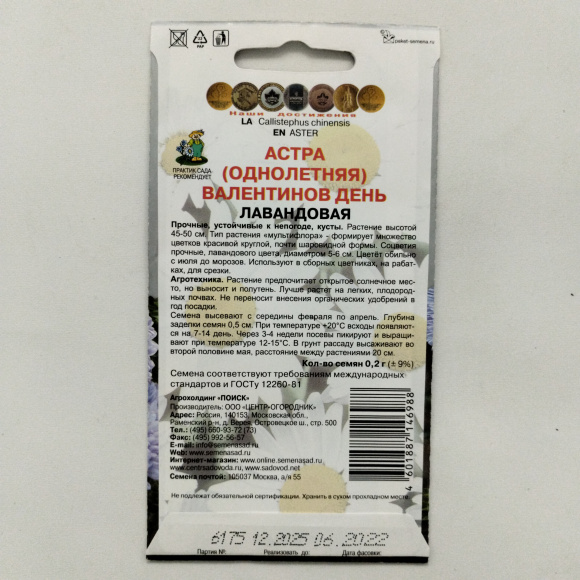 22
PAP
paket-semena.ru
Наши достижения
LA Callistephus chinensis
EN ASTER
ПРАКТИК САДА
РЕКОМЕНДУЕТ
АСТРА
(ОДНОЛЕТНЯЯ)
ВАЛЕНТИНОВ ДЕНЬ
ЛАВАНДОВАЯ
Прочные, устойчивые к непогоде, кусты. Растение высотой
45-50 см. Тип растения «мультифлора» - формирует множество
цветков красивой круглой, почти шаровидной формы. Соцветия
прочные, лавандового цвета, диаметром 5-6 см. Цветёт обильно
с июля до морозов. Используют в сборных цветниках, на рабат-
ках, для срезки.
Агротехника. Растение предпочитает открытое солнечное мес-
то, но выносит и полутень. Лучше растет на легких, плодород-
ных почвах. Не переносит внесения органических удобрений в
год посадки.
Семена высевают с середины февраля по апрель. Глубина
заделки семян 0,5 см. При температуре +20°С всходы появляют-
ся на 7-14 день. Через 3-4 недели посевы пикируют и выращи-
вают при температуре 12-15°С. В грунт рассаду высаживают во
второй половине мая, расстояние между растениями 20 см.
Кол-во семян 0,2 г (± 9%)
Семена соответствуют требованиям международных
стандартов и ГОСТу 12260-81
Агрохолдинг "ПОИСК"
Производитель: ООО "ЦЕНТР-ОГОРОДНИК"
Адрес: Россия, 140153, Московская обл.,
Раменский р-н, д. Верея, Островецкое ш., стр. 500
Тел.: (495) 660-93-72 (73)
Факс: (495) 992-56-57
E-mail: info@semenasad.ru
Web: www.semenasad.ru
Интернет-магазин: www.online.semenasad.ru,
www.centrsadovoda.ru, www.sadovod.net
Семена почтой: 105037 Москва, а/я 55
4 601887 146988
Не подлежат обязательной сертификации. Хранить в сухом прохладном месте.
6175 12.2025 06.2022
Партия №: Реализовать до: Дата фасовки: